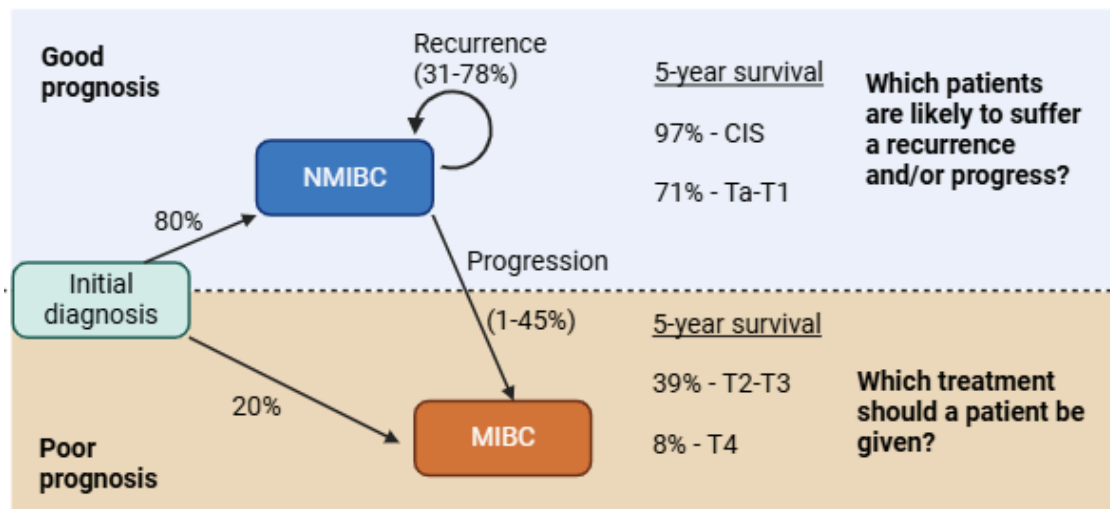 Good
prognosis
Recurrence
(31-78%)
5-year survival
97% - CIS
71% - Ta-T1
Which patients
are likely to suffer
a recurrence
and/or progress?
NMIBC
80%
Initial
diagnosis
Progression
(1-45%)
20%
MIBC
Poor
prognosis
5-year survival
39% - T2-T3
8% - T4
Which treatment
should a patient be
given?